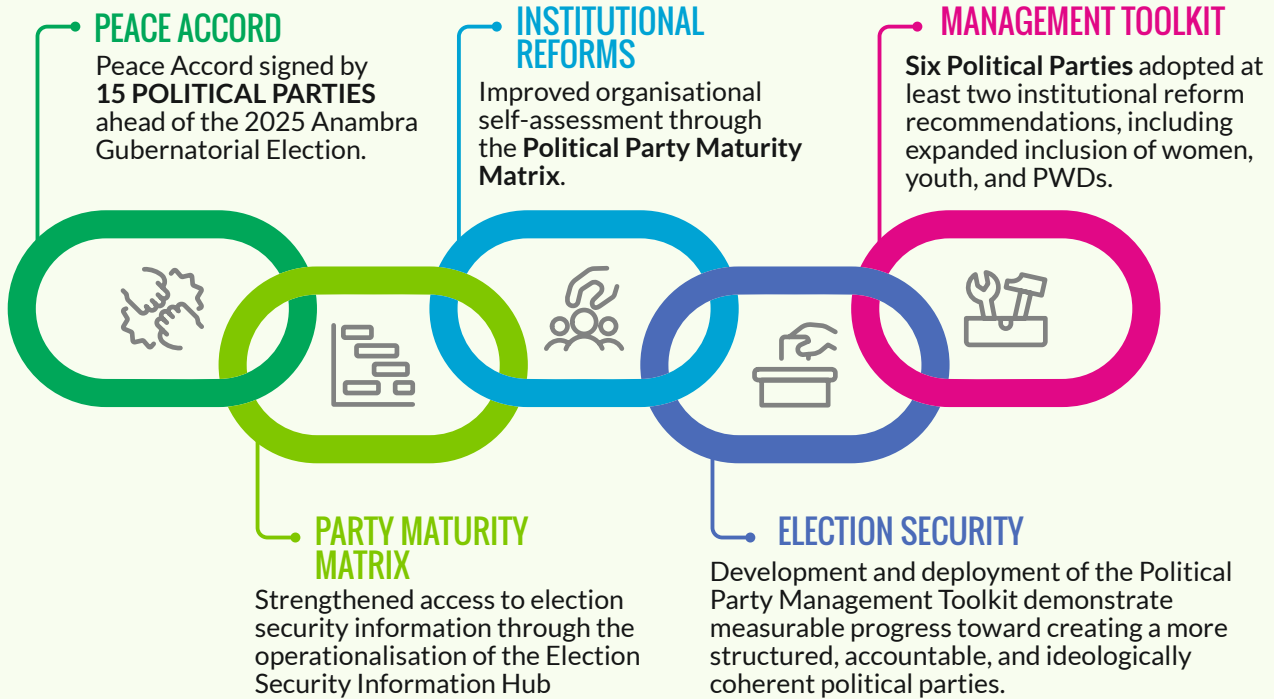 PEACE ACCORD
Peace Accord signed by
15 POLITICAL PARTIES
ahead of the 2025 Anambra
Gubernatorial Election.
INSTITUTIONAL
REFORMS
Improved organisational
self-assessment through
the Political Party Maturity
Matrix.
MANAGEMENT TOOLKIT
Six Political Parties adopted at
least two institutional reform
recommendations, including
expanded inclusion of women,
youth, and PWDs.
PARTY MATURITY
MATRIX
Strengthened access to election
security information through the
operationalisation of the Election
Security Information Hub
ELECTION SECURITY
Development and deployment of the Political
Party Management Toolkit demonstrate
measurable progress toward creating a more
structured, accountable, and ideologically
coherent political parties.